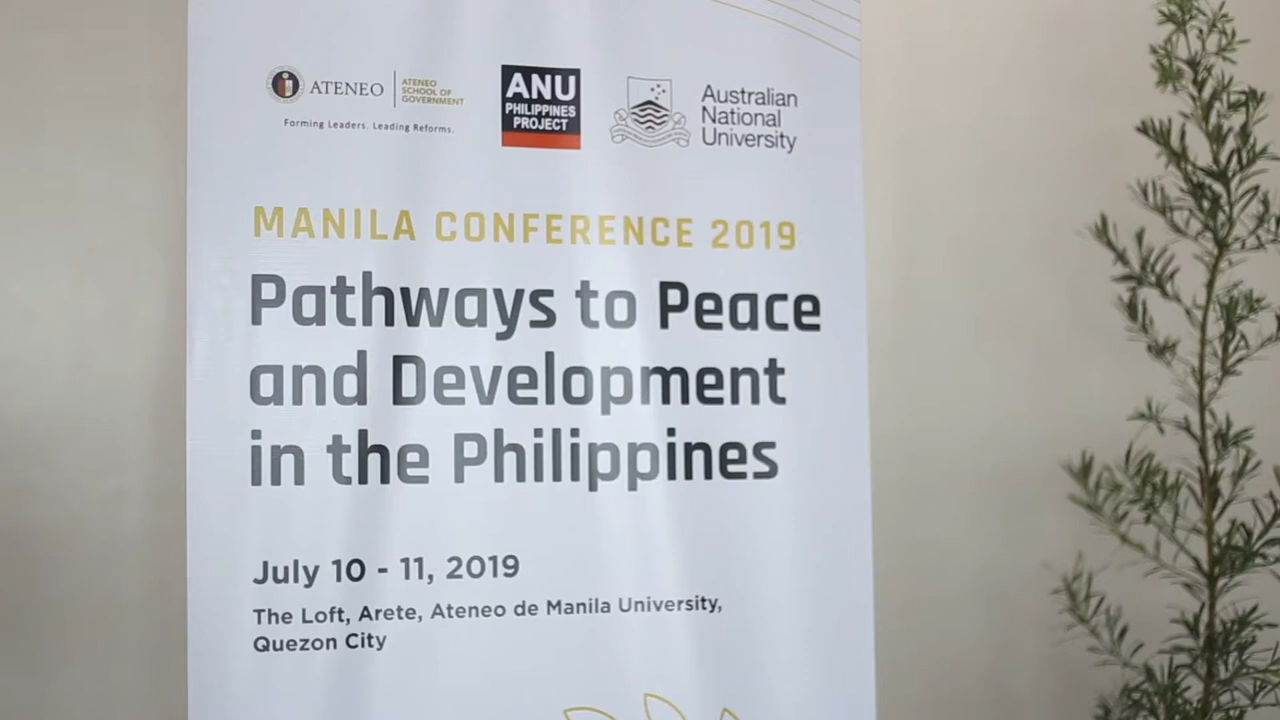 ATENEO
ATENEO
SCHOOL OF
GOVERNMENT
Forming Leaders. Leading Reforms.
ANU
PHILIPPINES
PROJECT
Australian
National
University
MANILA CONFERENCE 2019
Pathways to Peace
and Development
in the Philippines
July 10 - 11, 2019
The Loft, Arete, Ateneo de Manila University,
Quezon City